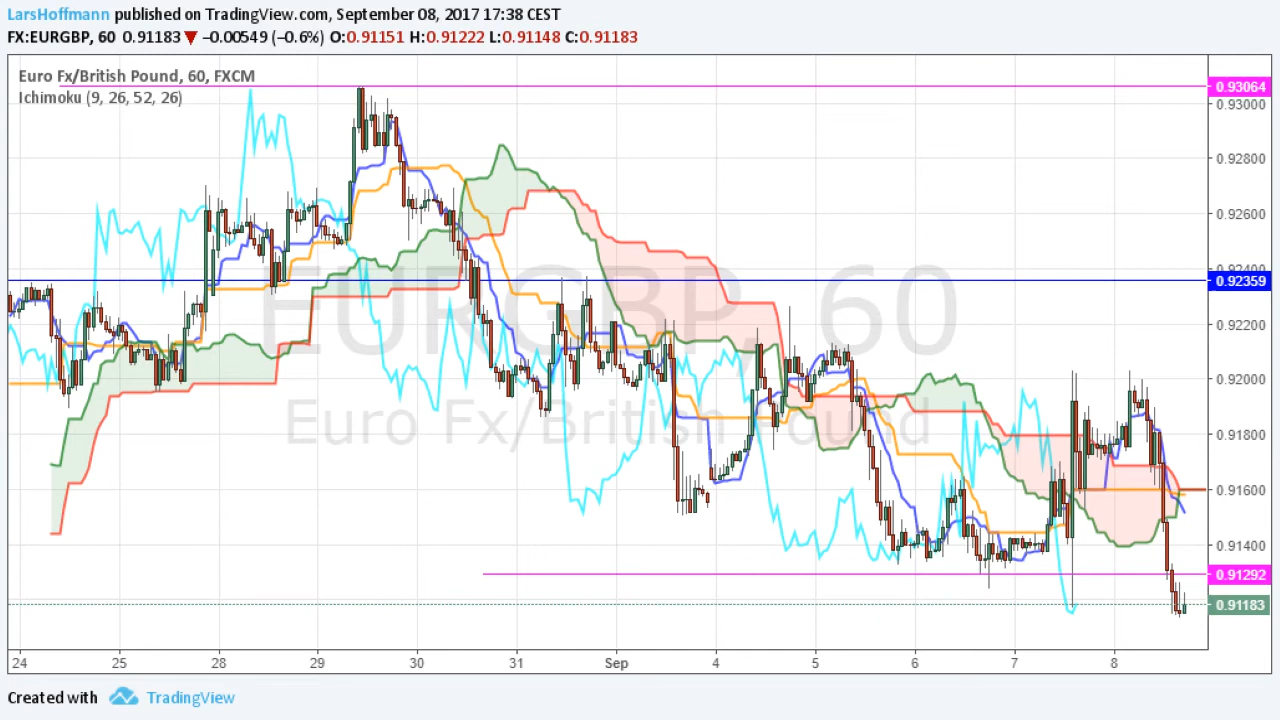 LarsHoffmann published on TradingView.com, September 08, 2017 17:38 CEST
FX:EURGBP, 60 0.91183 ▼ −0.00549 (−0.6%) O:0.91151 H:0.91222 L:0.91148 C:0.91183
Euro Fx/British Pound, 60, FXCM
Ichimoku (9, 26, 52, 26)
EURGBP, 60
Euro Fx/British Pound
0.93064
0.93000
0.92800
0.92600
0.92400
0.92359
0.92200
0.92000
0.91800
0.91600
0.91400
0.91292
0.91183
24 25 28 29 30 31 Sep 4 5 6 7 8
Created with TradingView